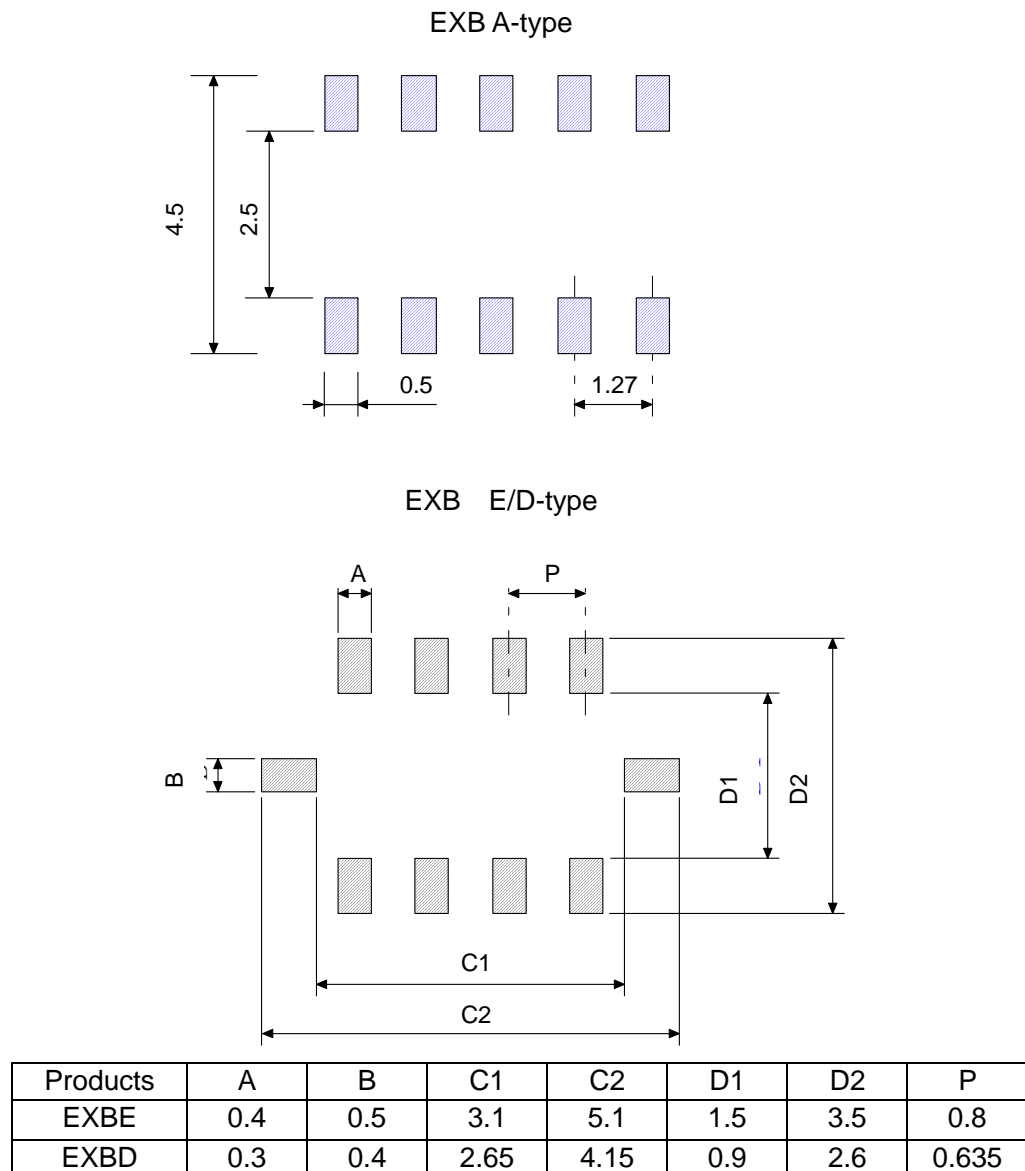 EXB A-type
4.5
2.5
0.5
1.27
EXB E/D-type
A
P
B
D1
D2
C1
C2
Products A B C1 C2 D1 D2 P
EXBE 0.4 0.5 3.1 5.1 1.5 3.5 0.8
EXBD 0.3 0.4 2.65 4.15 0.9 2.6 0.635